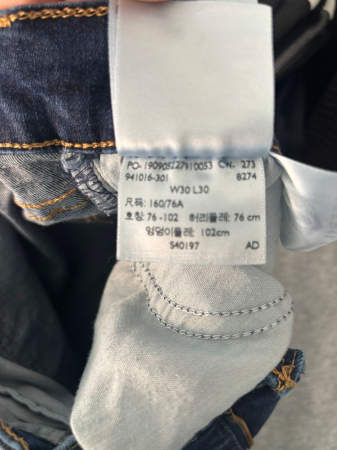 PO-190905227910053 CN. 273
941016-301 8274
W30 L30
尺码: 160/76A
호칭: 76-102 허리둘레: 76 cm
엉덩이둘레: 102cm
S40197 AD